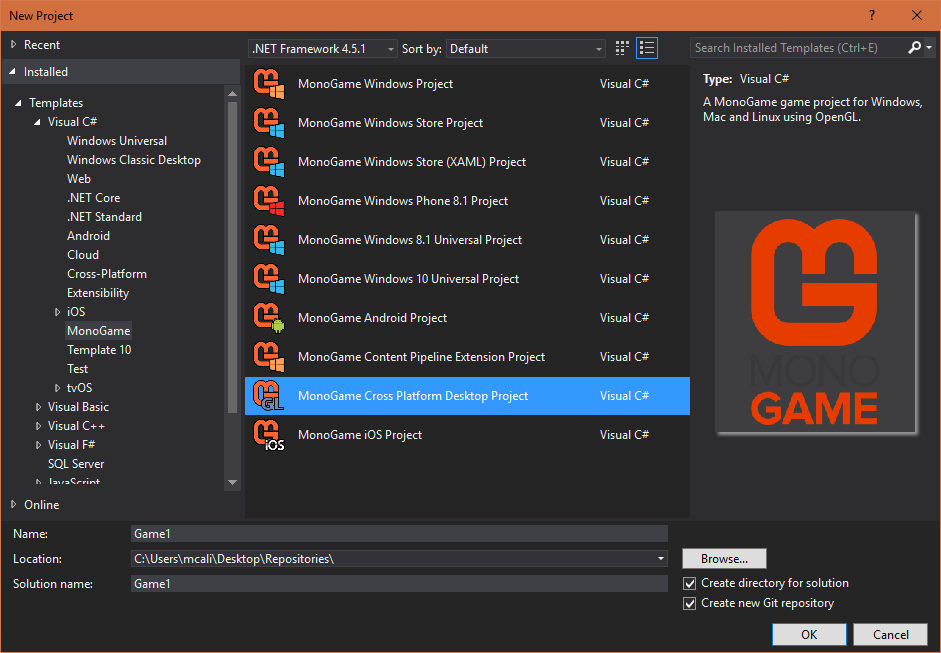 New Project
?
Recent
Installed
Templates
Visual C#
Windows Universal
Windows Classic Desktop
Web
.NET Core
.NET Standard
Android
Cloud
Cross-Platform
Extensibility
iOS
MonoGame
Template 10
Test
tvOS
Visual Basic
Visual C++
Visual F#
SQL Server
JavaScript
Online
.NET Framework 4.5.1 Sort by: Default
MonoGame Windows Project Visual C#
MonoGame Windows Store Project Visual C#
MonoGame Windows Store (XAML) Project Visual C#
MonoGame Windows Phone 8.1 Project Visual C#
MonoGame Windows 8.1 Universal Project Visual C#
MonoGame Windows 10 Universal Project Visual C#
MonoGame Android Project Visual C#
MonoGame Content Pipeline Extension Project Visual C#
GL MonoGame Cross Platform Desktop Project Visual C#
iOS MonoGame iOS Project Visual C#
Search Installed Templates (Ctrl+E)
Type: Visual C#
A MonoGame game project for Windows,
Mac and Linux using OpenGL.
MONO
GAME
Name: Game1
Location: C:\Users\mcali\Desktop\Repositories\
Browse...
Solution name: Game1
Create directory for solution
Create new Git repository
OK Cancel